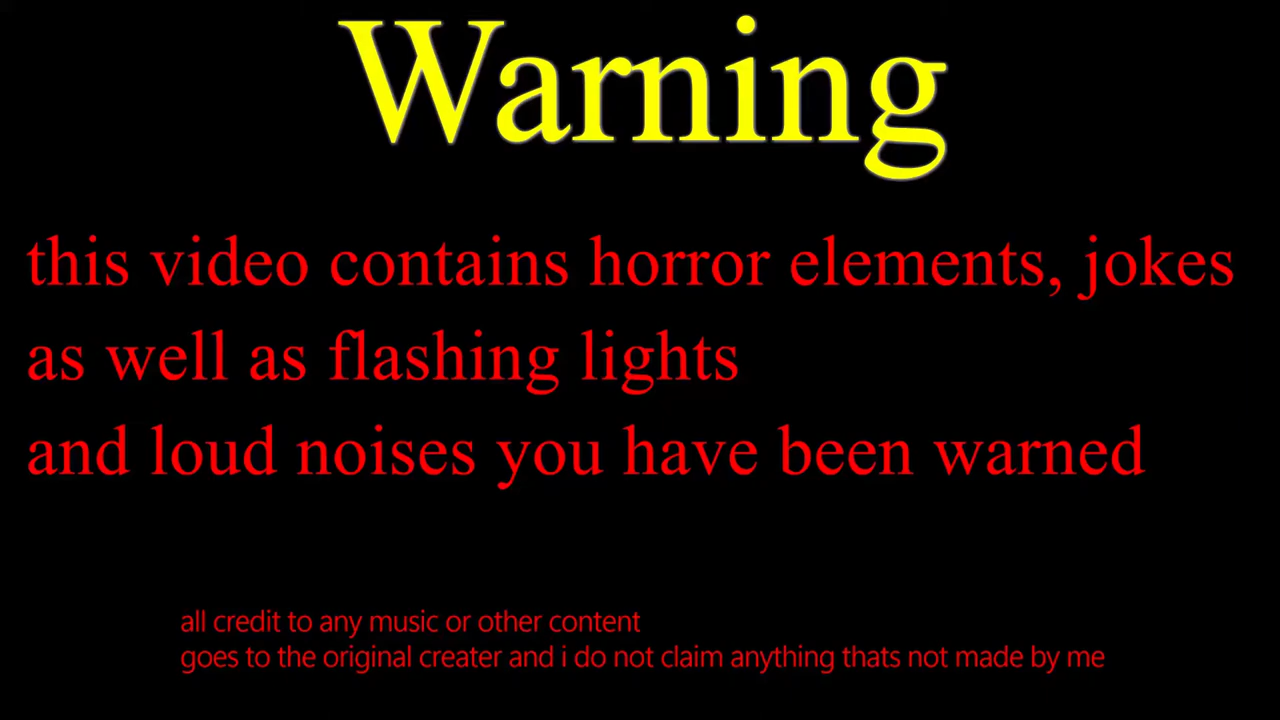 Warning
this video contains horror elements, jokes
as well as flashing lights
and loud noises you have been warned
all credit to any music or other content
goes to the original creater and i do not claim anything thats not made by me